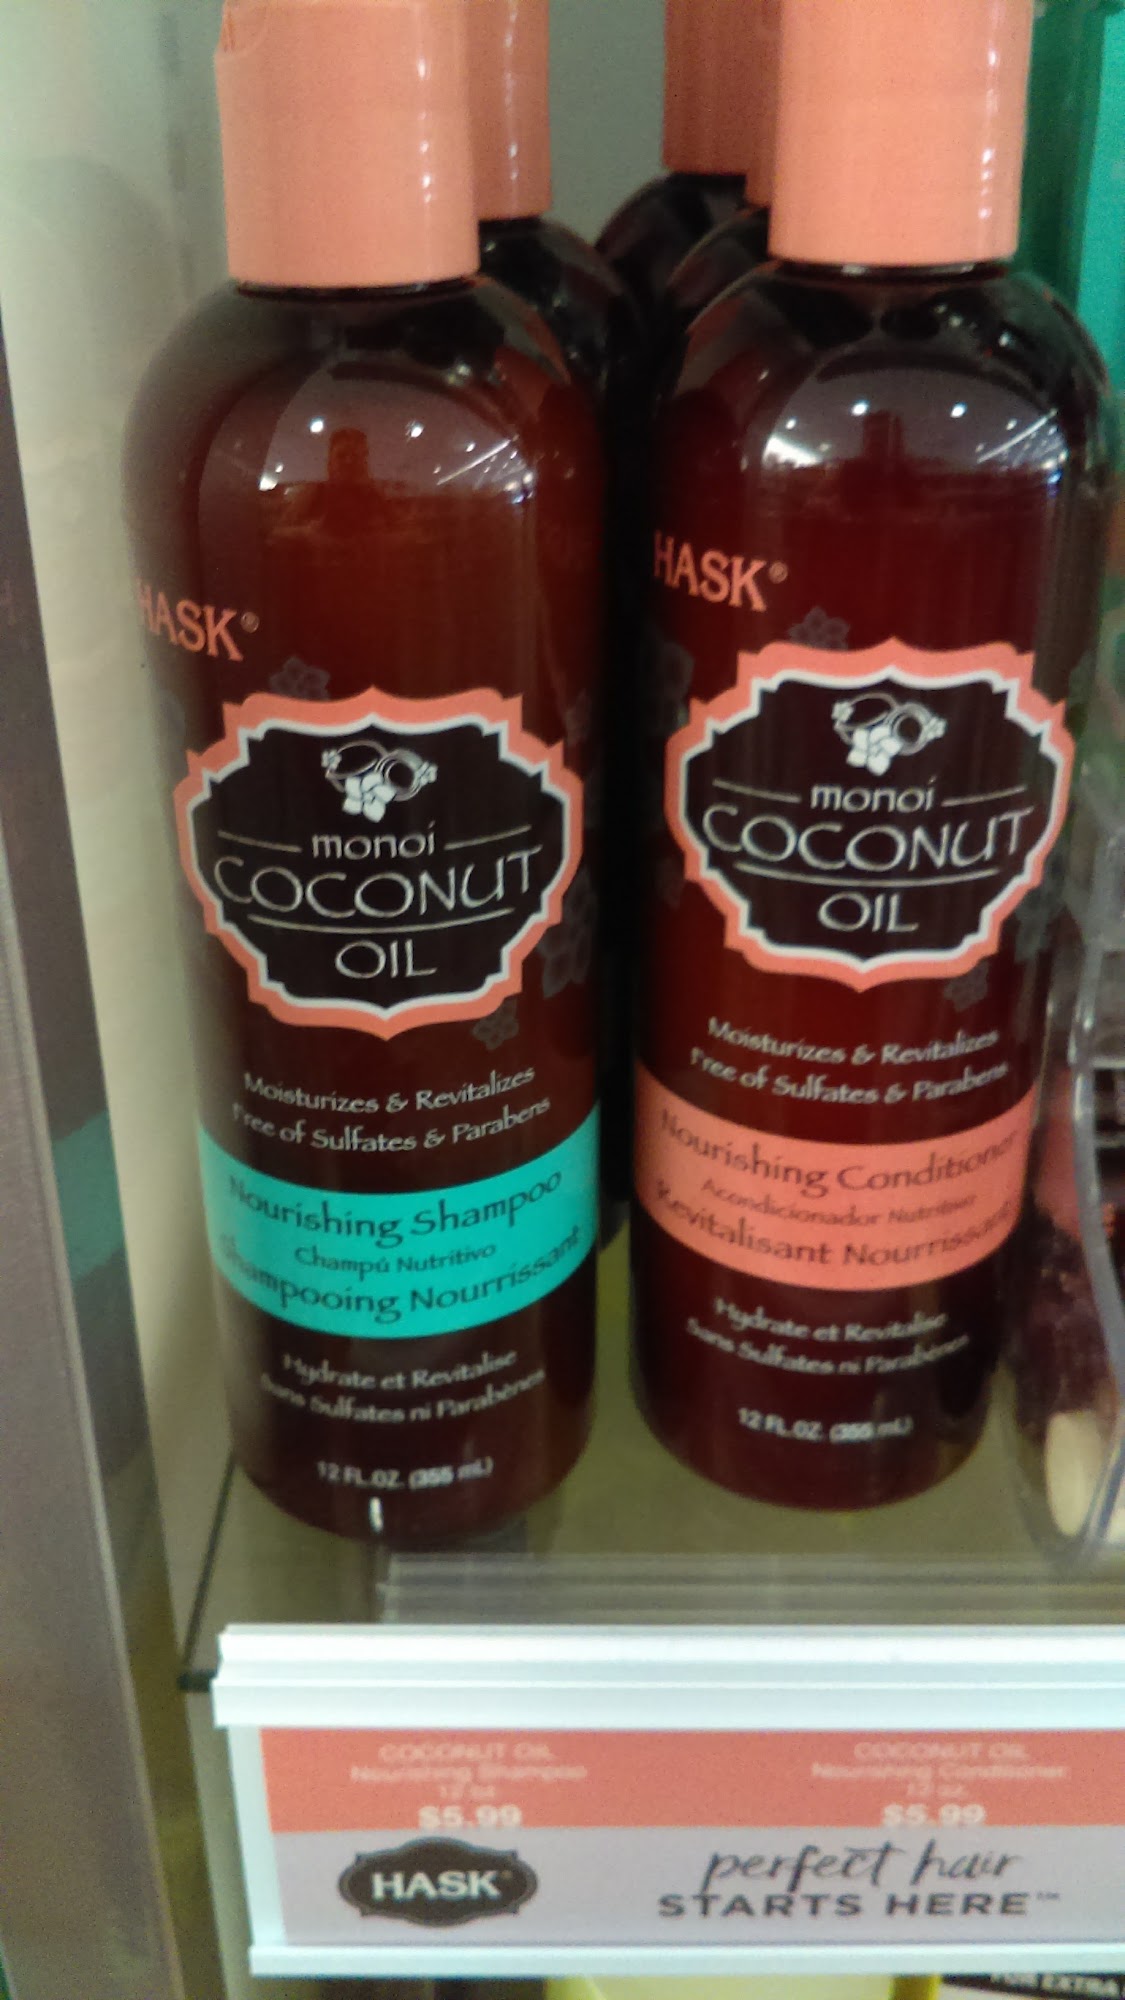 HASK®
monoi
COCONUT
OIL
Moisturizes & Revitalizes
Free of Sulfates & Parabens
Nourishing Shampoo
Champú Nutritivo
Shampooing Nourrissant
Hydrate et Revitalise
Sans Sulfates ni Parabènes
12 FL.OZ. (355 mL)
HASK®
monoi
COCONUT
OIL
Moisturizes & Revitalizes
Free of Sulfates & Parabens
Nourishing Conditioner
Acondicionador Nutritivo
Revitalisant Nourrissant
Hydrate et Revitalise
Sans Sulfates ni Parabènes
12 FL.OZ. (355 mL)
COCONUT OIL
Nourishing Shampoo
12 oz.
$5.99
COCONUT OIL
Nourishing Conditioner
12 oz.
$5.99
HASK®
perfect hair
STARTS HERE™
FOR EXTRA